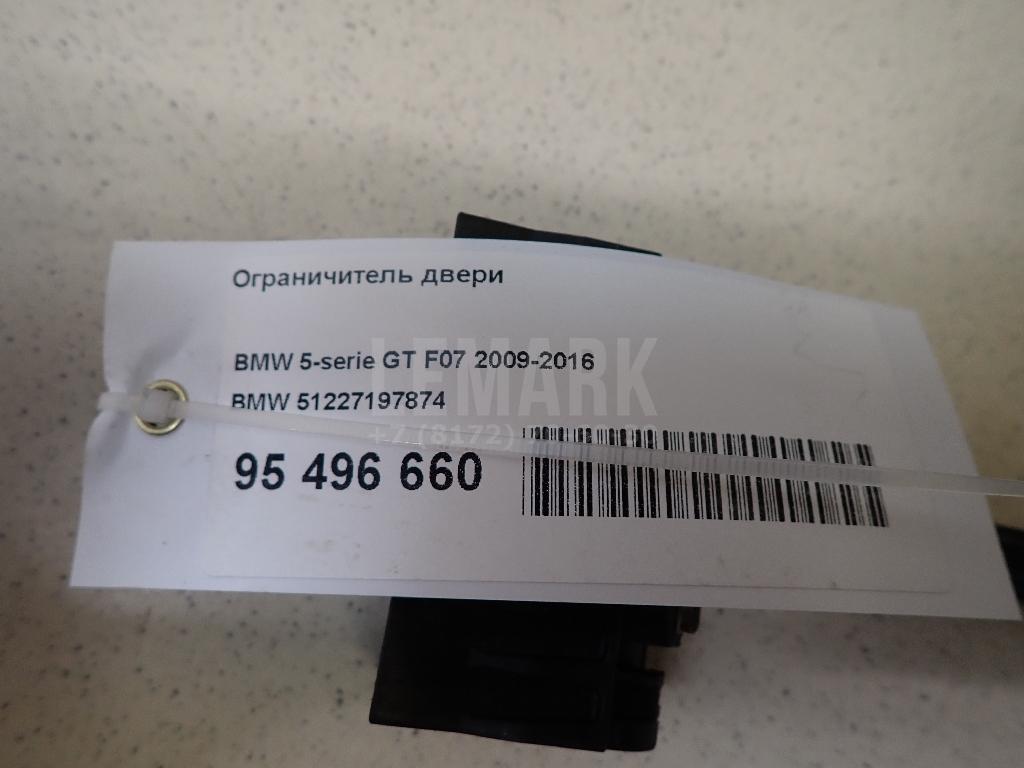 Ограничитель двери
BMW 5-serie GT F07 2009-2016
LEMARK
BMW 51227197874
+7 (8172)
95 496 660